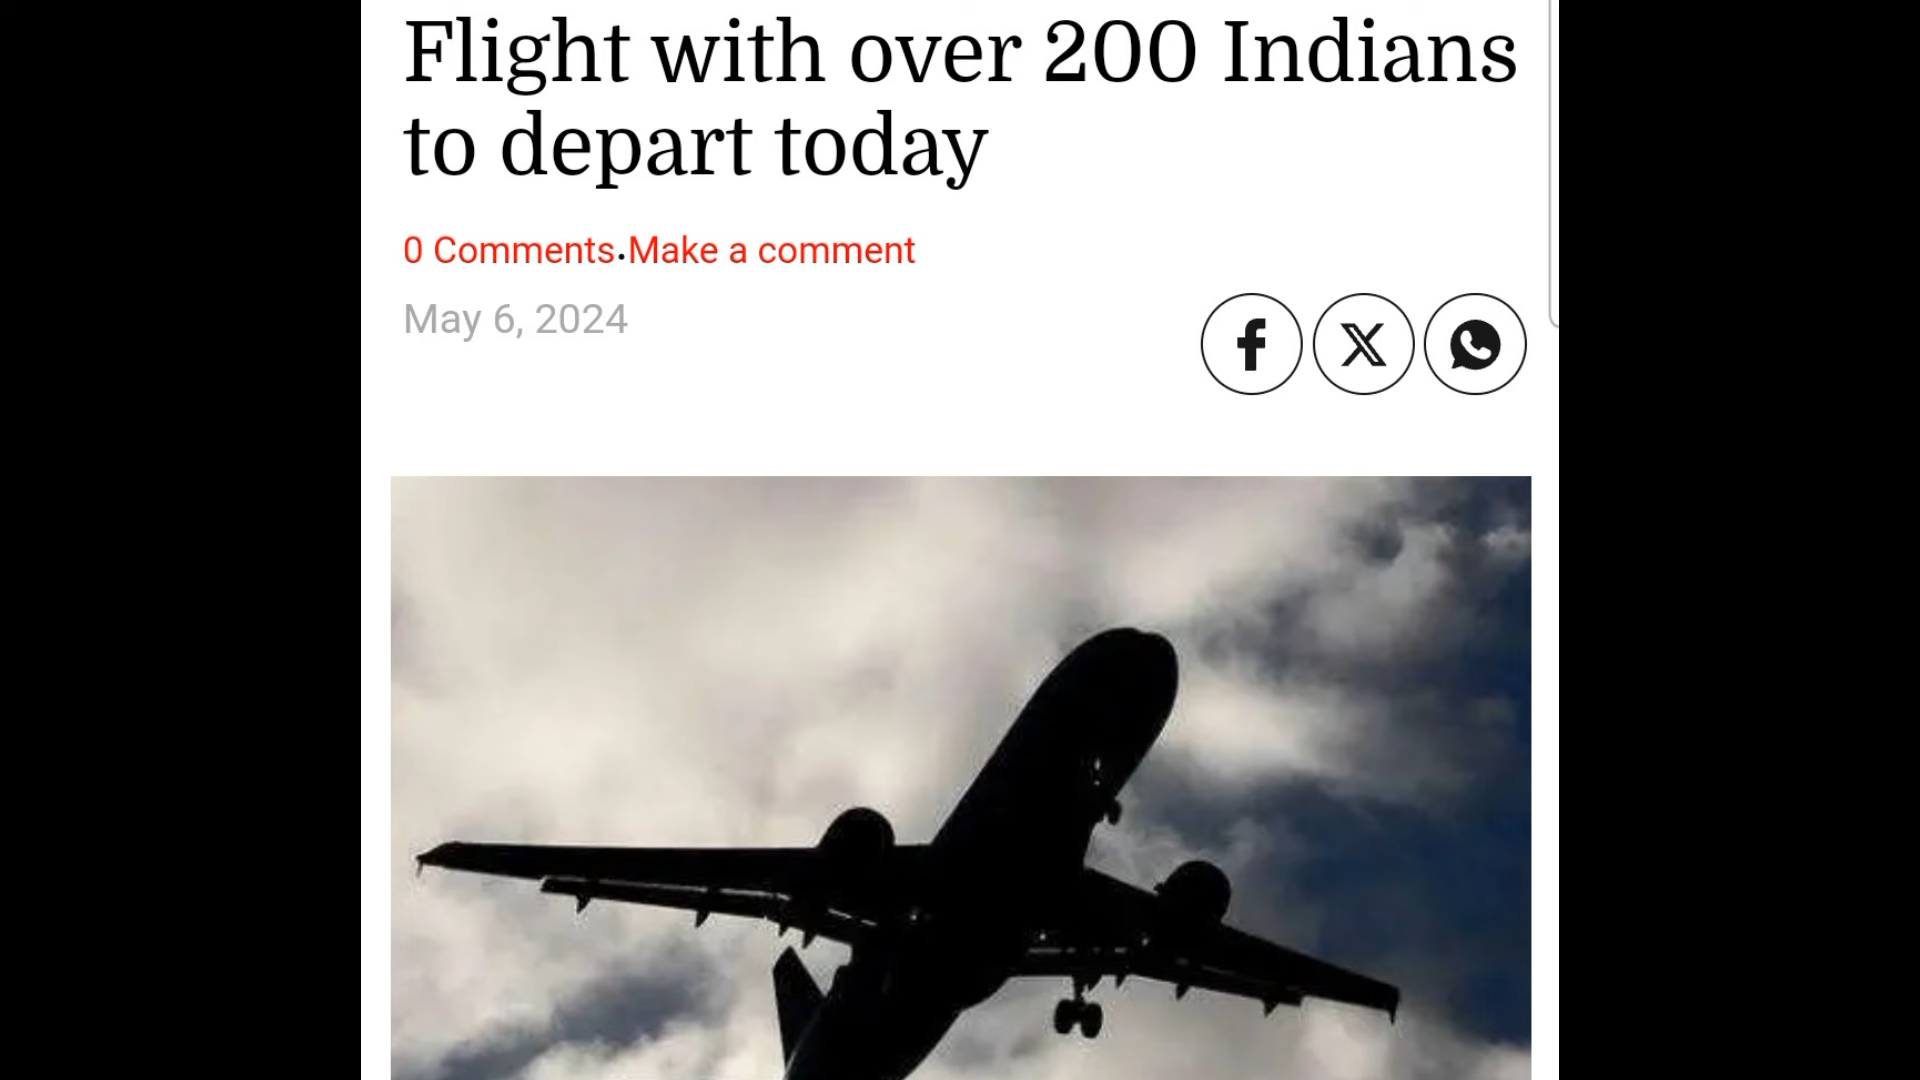 Flight with over 200 Indians
to depart today
0 Comments·Make a comment
May 6, 2024